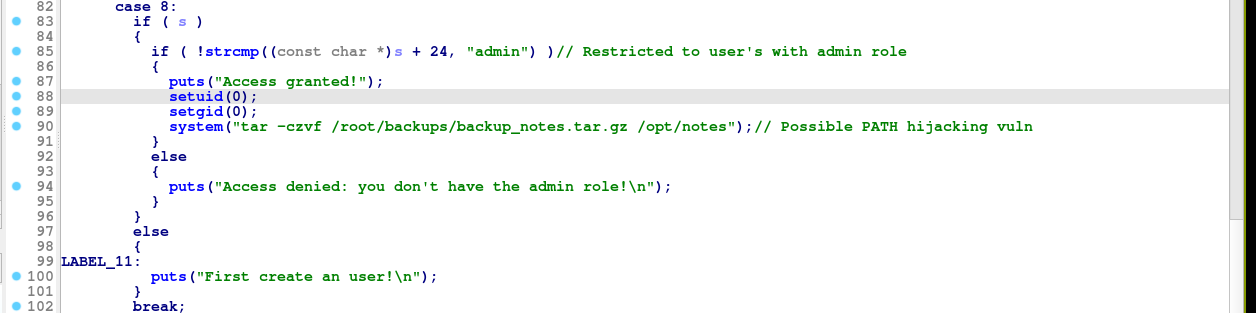 82 case 8:
83 if ( s )
84 {
85 if ( !strcmp((const char *)s + 24, "admin") )// Restricted to user's with admin role
86 {
87 puts("Access granted!");
88 setuid(0);
89 setgid(0);
90 system("tar -czvf /root/backups/backup_notes.tar.gz /opt/notes");// Possible PATH hijacking vuln
91 }
92 else
93 {
94 puts("Access denied: you don't have the admin role!\n");
95 }
96 }
97 else
98 {
99 LABEL_11:
100 puts("First create an user!\n");
101 }
102 break;